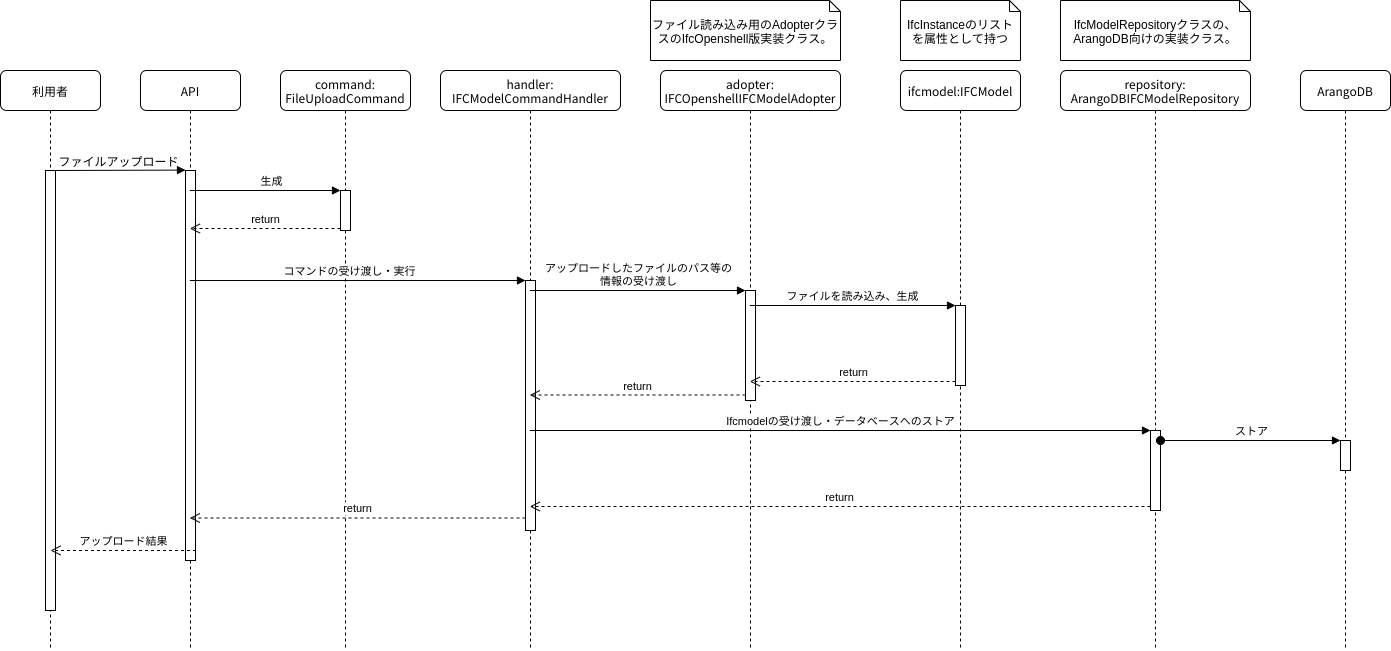 ファイル読み込み用のAdopterクラ
スのIfcOpenshell版実装クラス。
IfcInstanceのリスト
を属性として持つ
IfcModelRepositoryクラスの、
ArangoDB向けの実装クラス。
利用者
API
command:
FileUploadCommand
handler:
IFCModelCommandHandler
adopter:
IFCOpenshellIFCModelAdopter
ifcmodel:IFCModel
repository:
ArangoDBIFCModelRepository
ArangoDB
ファイルアップロード
生成
return
コマンドの受け渡し・実行
アップロードしたファイルのパス等の
情報の受け渡し
ファイルを読み込み、生成
return
return
Ifcmodelの受け渡し・データベースへのストア
ストア
return
return
アップロード結果